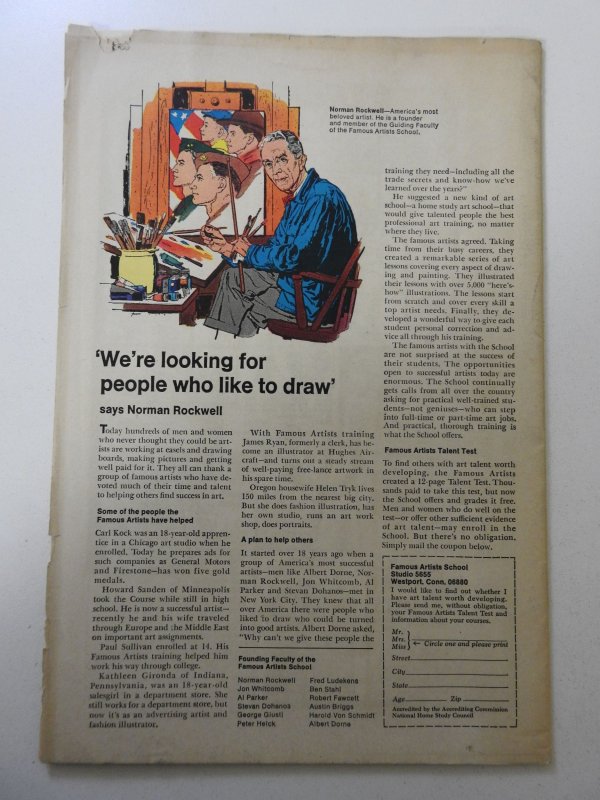 Norman Rockwell—America's most
beloved artist. He is a founder
and member of the Guiding Faculty
of the Famous Artists School.
'We're looking for
people who like to draw'
says Norman Rockwell
Today hundreds of men and women
who never thought they could be art-
ists are working at easels and drawing
boards, making pictures and getting
well paid for it. They all can thank a
group of famous artists who have de-
voted much of their time and talent
to helping others find success in art.
Some of the people the
Famous Artists have helped
Carl Kock was an 18-year-old appren-
tice in a Chicago art studio when he
enrolled. Today he prepares ads for
such companies as General Motors
and Firestone—has won five gold
medals.
Howard Sanden of Minneapolis
took the Course while still in high
school. He is now a successful artist—
recently he and his wife traveled
through Europe and the Middle East
on important art assignments.
Paul Sullivan enrolled at 14. His
Famous Artists training helped him
work his way through college.
Kathleen Gironda of Indiana,
Pennsylvania, was an 18-year-old
salesgirl in a department store. She
still works for a department store, but
now it's as an advertising artist and
fashion illustrator.
With Famous Artists training
James Ryan, formerly a clerk, has be-
come an illustrator at Hughes Air-
craft—and turns out a steady stream
of well-paying free-lance artwork in
his spare time.
Oregon housewife Helen Tryk lives
150 miles from the nearest big city.
But she does fashion illustration, has
her own studio, runs an art work
shop, does portraits.
A plan to help others
It started over 18 years ago when a
group of America's most successful
artists—men like Albert Dorne, Nor-
man Rockwell, Jon Whitcomb, Al
Parker and Stevan Dohanos—met in
New York City. They knew that all
over America there were people who
liked to draw who could be turned
into good artists. Albert Dorne asked,
"Why can't we give these people the
Founding Faculty of the
Famous Artists School
Norman Rockwell
Jon Whitcomb
Al Parker
Stevan Dohanos
George Giusti
Peter Helck
Fred Ludekens
Ben Stahl
Robert Fawcett
Austin Briggs
Harold Von Schmidt
Albert Dorne
training they need—including all the
trade secrets and know-how we've
learned over the years?"
He suggested a new kind of art
school—a home study art school—that
would give talented people the best
professional art training, no matter
where they live.
The famous artists agreed. Taking
time from their busy careers, they
created a remarkable series of art
lessons covering every aspect of draw-
ing and painting. They illustrated
their lessons with over 5,000 "here's-
how" illustrations. The lessons start
from scratch and cover every skill a
top artist needs. Finally, they de-
veloped a wonderful way to give each
student personal correction and ad-
vice all through his training.
The famous artists with the School
are not surprised at the success of
their students. The opportunities
open to successful artists today are
enormous. The School continually
gets calls from all over the country
asking for practical well-trained stu-
dents—not geniuses—who can step
into full-time or part-time art jobs.
And practical, thorough training is
what the School offers.
Famous Artists Talent Test
To find others with art talent worth
developing, the Famous Artists
created a 12-page Talent Test. Thou-
sands paid to take this test, but now
the School offers and grades it free.
Men and women who do well on the
test—or offer other sufficient evidence
of art talent—may enroll in the
School. But there's no obligation.
Simply mail the coupon below.
Famous Artists School
Studio 5655
Westport, Conn. 06880
I would like to find out whether I
have art talent worth developing.
Please send me, without obligation,
your Famous Artists Talent Test and
information about your courses.
Mr.
Mrs. ← Circle one and please print
Miss
Street
City
State
Age Zip
Accredited by the Accrediting Commission
National Home Study Council